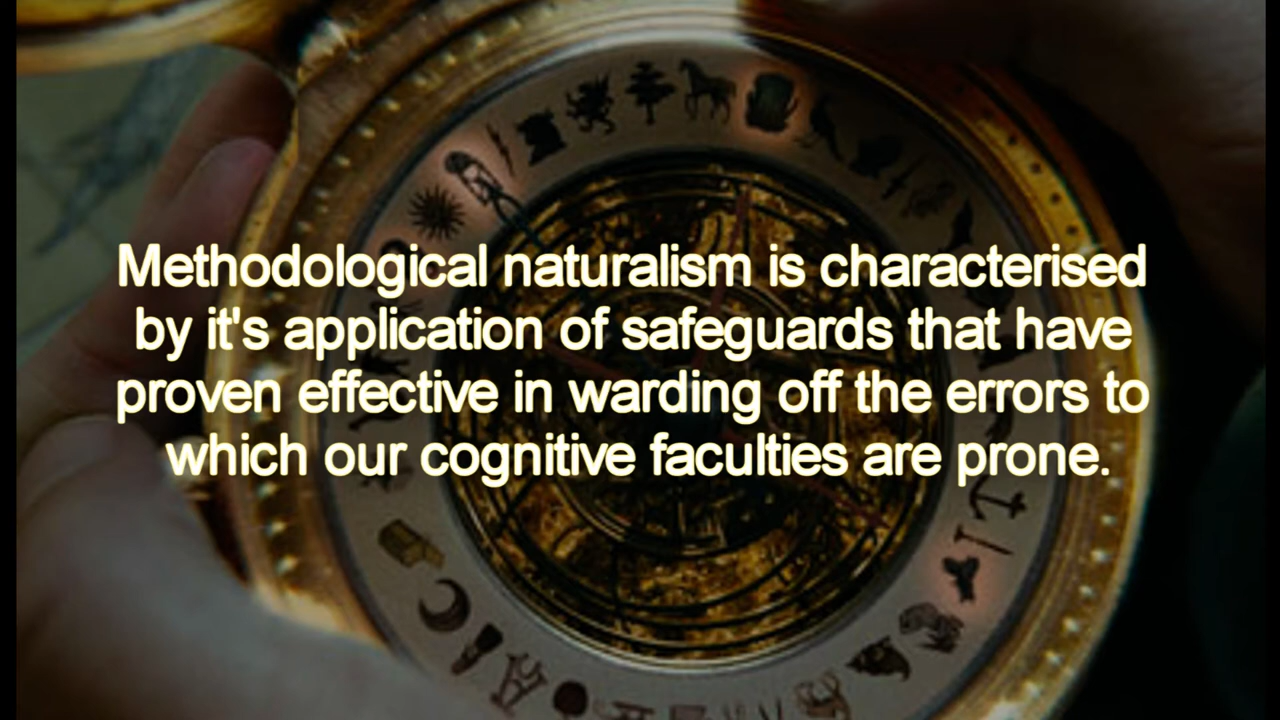 Methodological naturalism is characterised
by it's application of safeguards that have
proven effective in warding off the errors to
which our cognitive faculties are prone.